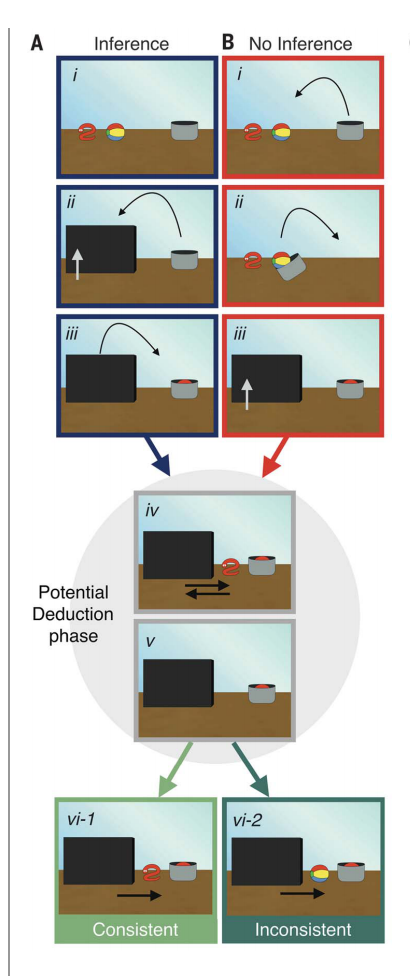 A Inference
B No Inference
i
i
ii
ii
iii
iii
iv
Potential
Deduction
phase
v
vi-1
vi-2
Consistent
Inconsistent